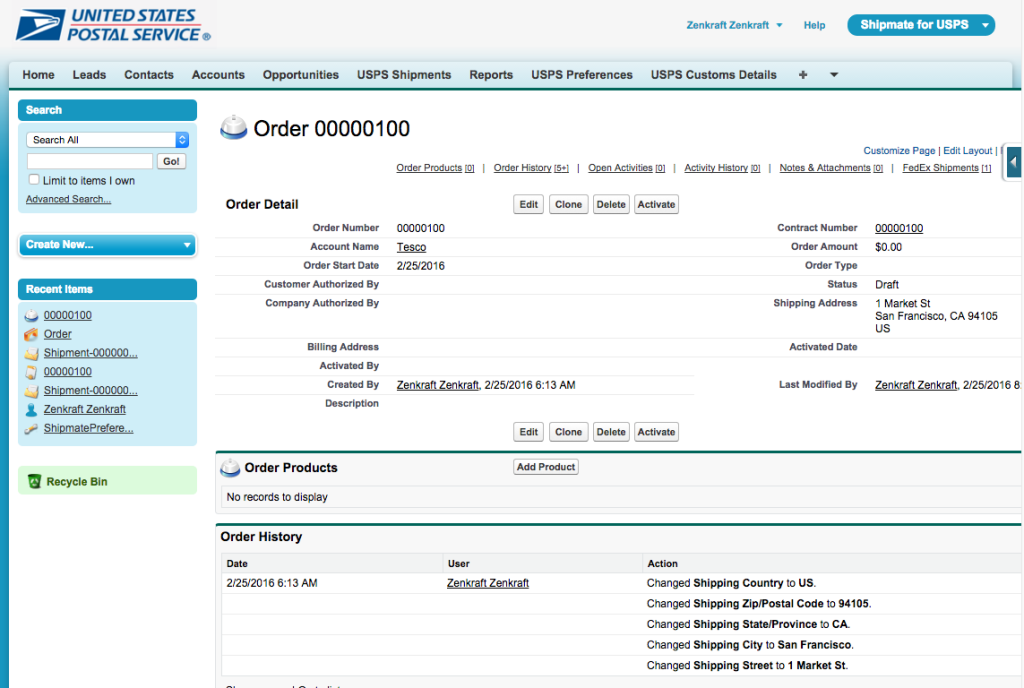 UNITED STATES
POSTAL SERVICE ®
Zenkraft Zenkraft Help Shipmate for USPS
Home Leads Contacts Accounts Opportunities USPS Shipments Reports USPS Preferences USPS Customs Details +
Search
Search All
Go!
Limit to items I own
Advanced Search...
Create New...
Recent Items
00000100
Order
Shipment-000000...
00000100
Shipment-000000...
Zenkraft Zenkraft
ShipmatePrefere...
Recycle Bin
Order 00000100
Customize Page | Edit Layout |
Order Products [0] | Order History [5+] | Open Activities [0] | Activity History [0] | Notes & Attachments [0] | FedEx Shipments [1]
Order Detail Edit Clone Delete Activate
Order Number 00000100 Contract Number 00000100
Account Name Tesco Order Amount $0.00
Order Start Date 2/25/2016 Order Type
Customer Authorized By Status Draft
Company Authorized By Shipping Address 1 Market St
San Francisco, CA 94105
US
Billing Address Activated Date
Activated By
Created By Zenkraft Zenkraft, 2/25/2016 6:13 AM Last Modified By Zenkraft Zenkraft, 2/25/2016 8:
Description
Edit Clone Delete Activate
Order Products Add Product
No records to display
Order History
Date User Action
2/25/2016 6:13 AM Zenkraft Zenkraft Changed Shipping Country to US.
Changed Shipping Zip/Postal Code to 94105.
Changed Shipping State/Province to CA.
Changed Shipping City to San Francisco.
Changed Shipping Street to 1 Market St.